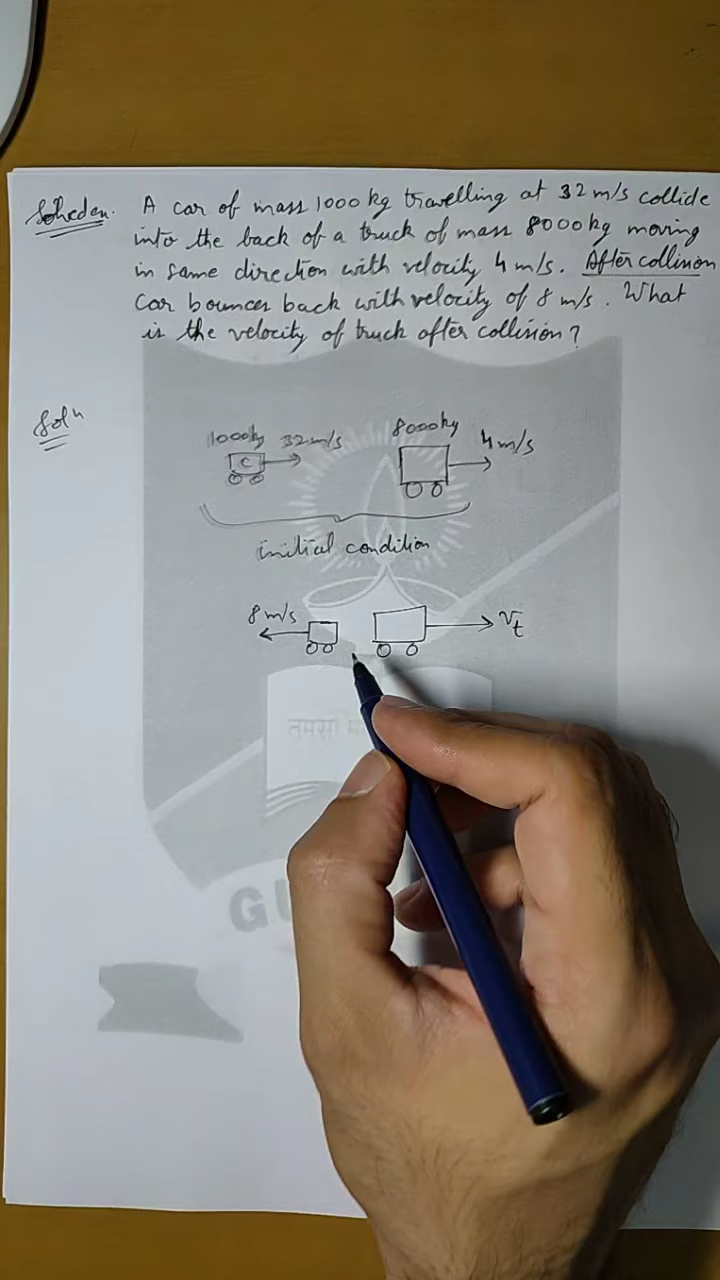 A car of mass 1000 kg travelling at 32 m/s collide
into the back of a truck of mass 8000 kg moving
in same direction with velocity 4 m/s. After collision
car bounces back with velocity of 8 m/s. What
is the velocity of truck after collision?
Solⁿ
1000kg 32m/s 8000kg 4m/s
C
initial condition
8 m/s Vt
तमसो
GU